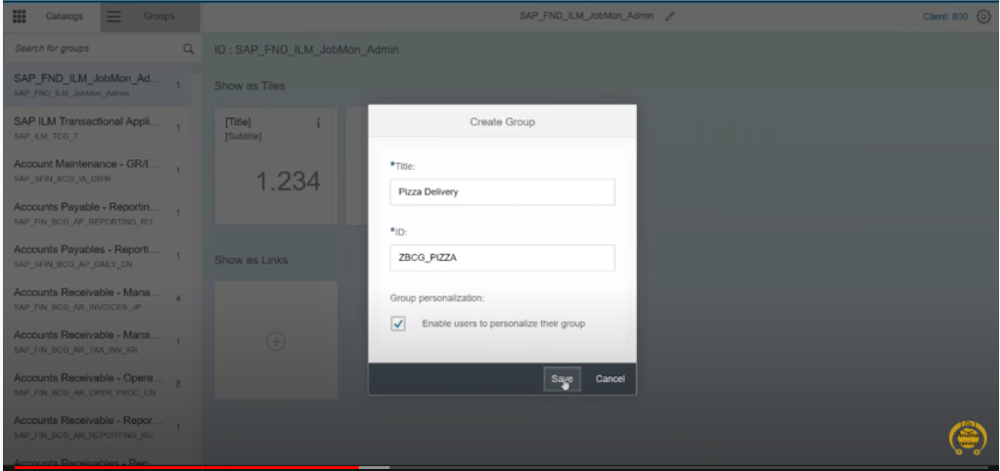 Catalogs
Groups
SAP_FND_ILM_JobMon_Admin
Client: 800
Search for groups
ID : SAP_FND_ILM_JobMon_Admin
SAP_FND_ILM_JobMon_Ad...
1
SAP_FND_ILM_JobMon_Admin
SAP ILM Transactional Appli...
1
SAP_ILM_TCG_T
Account Maintenance - GR/I...
1
SAP_SFIN_BCG_IA_GRIR
Accounts Payable - Reportin...
1
SAP_FIN_BCG_AP_REPORTING_RU
Accounts Payables - Reporti...
1
SAP_SFIN_BCG_AP_DAILY_CN
Accounts Receivable - Mana...
4
SAP_FIN_BCG_AR_INVOICES_JP
Accounts Receivable - Mana...
1
SAP_FIN_BCG_AR_TAX_INV_KR
Accounts Receivable - Opera...
8
SAP_FIN_BCG_AR_OPER_PROC_CN
Accounts Receivable - Repor...
1
SAP_FIN_BCG_AR_REPORTING_RU
Accounts Receivables - Rep...
Show as Tiles
[Title]
i
[Subtitle]
1.234
Show as Links
Create Group
*Title:
Pizza Delivery
*ID:
ZBCG_PIZZA
Group personalization:
Enable users to personalize their group
Save
Cancel